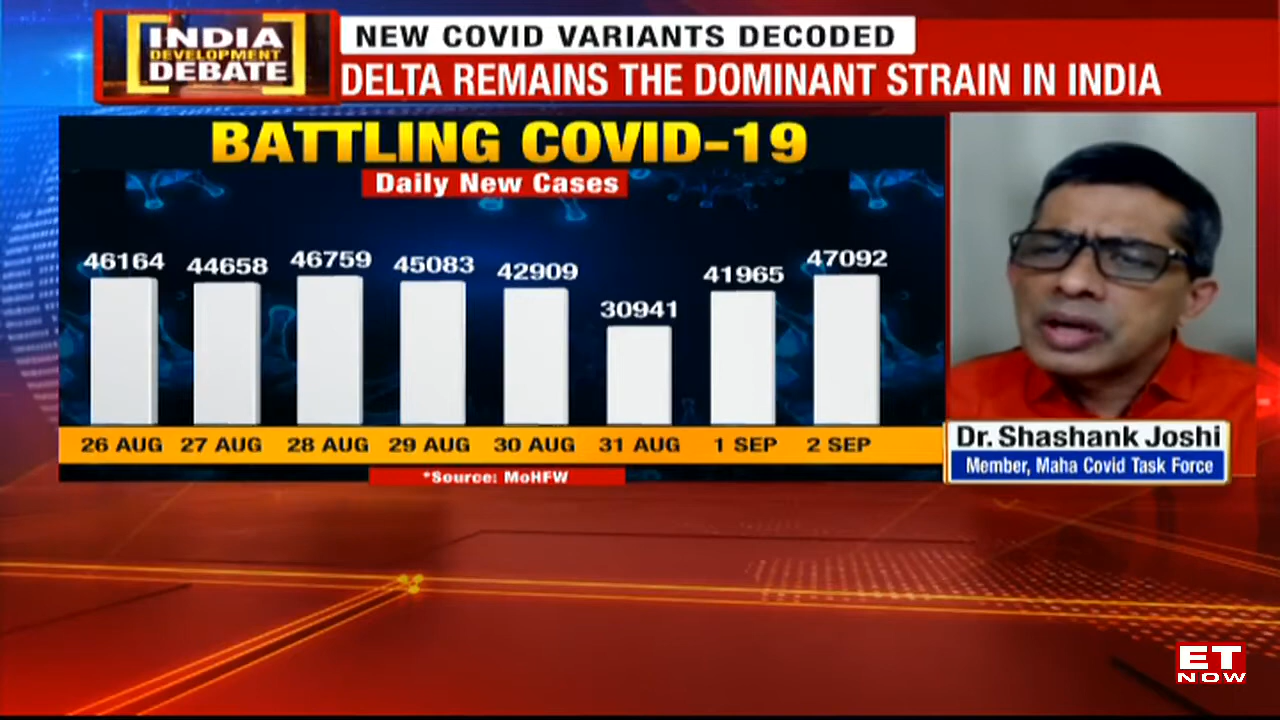 INDIA
DEVELOPMENT
DEBATE
NEW COVID VARIANTS DECODED
DELTA REMAINS THE DOMINANT STRAIN IN INDIA
BATTLING COVID-19
Daily New Cases
46164 44658 46759 45083 42909 30941 41965 47092
26 AUG 27 AUG 28 AUG 29 AUG 30 AUG 31 AUG 1 SEP 2 SEP
*Source: MoHFW
Dr. Shashank Joshi
Member, Maha Covid Task Force
ET
NOW